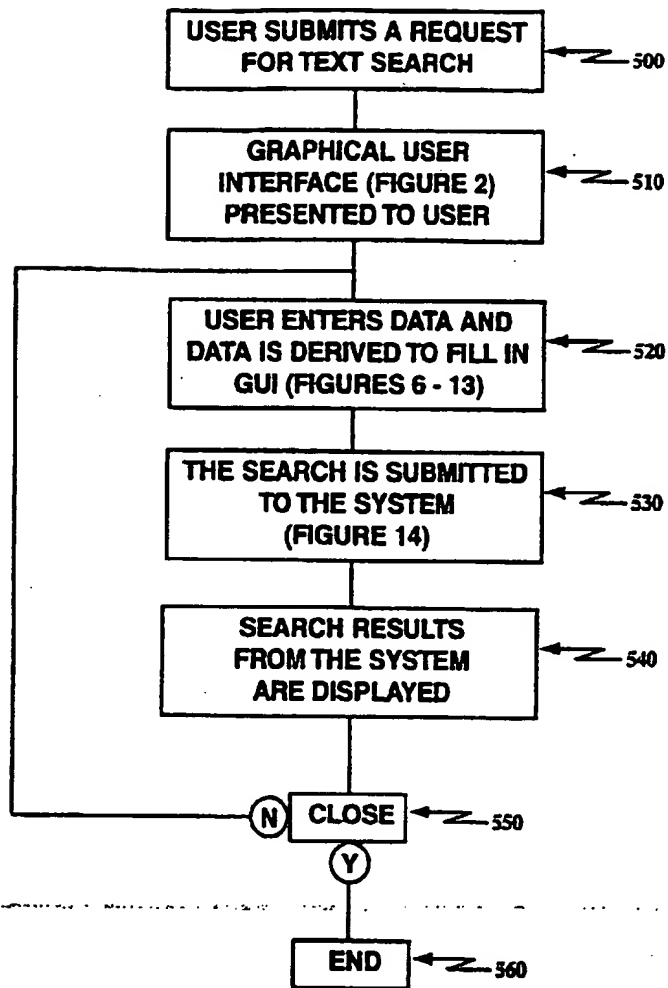 USER SUBMITS A REQUEST
FOR TEXT SEARCH
500
GRAPHICAL USER
INTERFACE (FIGURE 2)
PRESENTED TO USER
510
USER ENTERS DATA AND
DATA IS DERIVED TO FILL IN
GUI (FIGURES 6 - 13)
520
THE SEARCH IS SUBMITTED
TO THE SYSTEM
(FIGURE 14)
530
SEARCH RESULTS
FROM THE SYSTEM
ARE DISPLAYED
540
N
CLOSE
550
Y
END
560